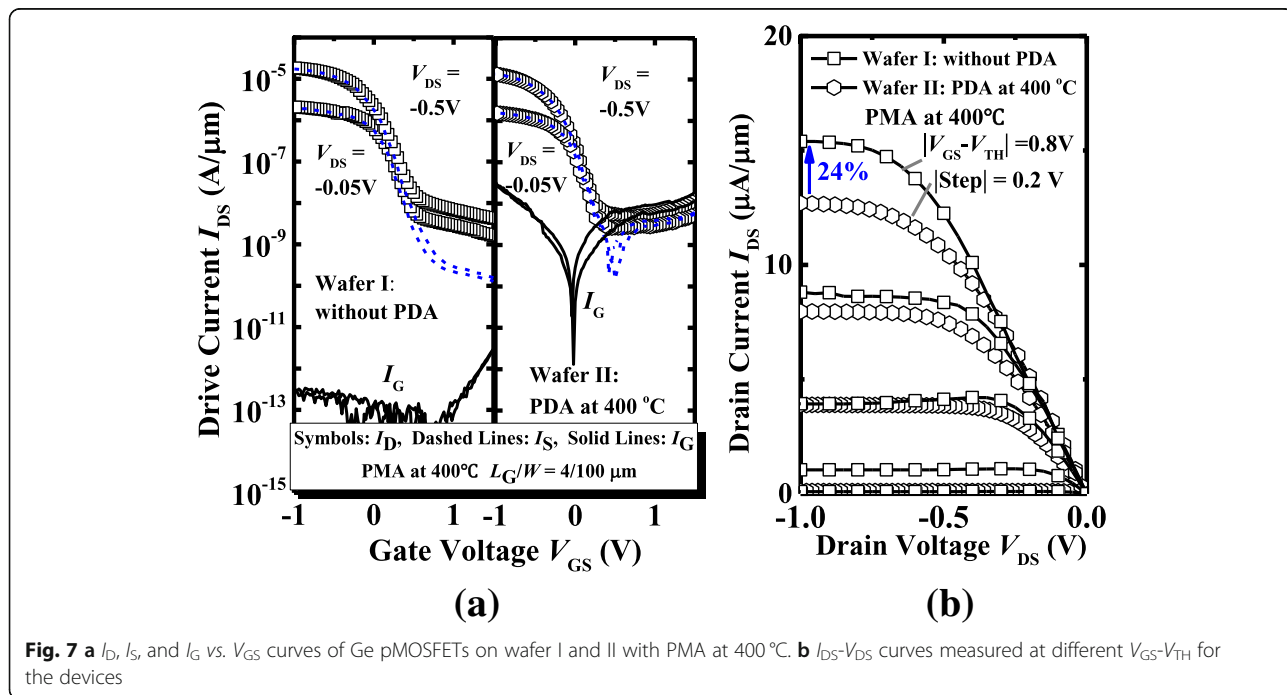 Drive Current I_DS (A/μm)
10^-5
10^-7
10^-9
10^-11
10^-13
10^-15
V_DS =
-0.5V
V_DS =
-0.05V
Wafer I:
without PDA
I_G
V_DS =
-0.5V
V_DS =
-0.05V
I_G
Wafer II:
PDA at 400 °C
Symbols: I_D, Dashed Lines: I_S, Solid Lines: I_G
PMA at 400℃ L_G/W = 4/100 μm
-1 0 1 -1 0 1
Gate Voltage V_GS (V)
(a)
Drain Current I_DS (μA/μm)
20
10
0
Wafer I: without PDA
Wafer II: PDA at 400 °C
PMA at 400℃
|V_GS-V_TH| =0.8V
|Step| = 0.2 V
24%
-1.0 -0.5 0.0
Drain Voltage V_DS (V)
(b)
Fig. 7 a I_D, I_S, and I_G vs. V_GS curves of Ge pMOSFETs on wafer I and II with PMA at 400 °C. b I_DS-V_DS curves measured at different V_GS-V_TH for
the devices